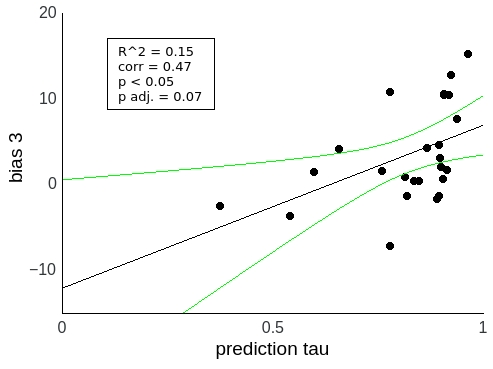 20
R^2 = 0.15
corr = 0.47
p < 0.05
p adj. = 0.07
10
bias 3
0
−10
0
0.5
1
prediction tau